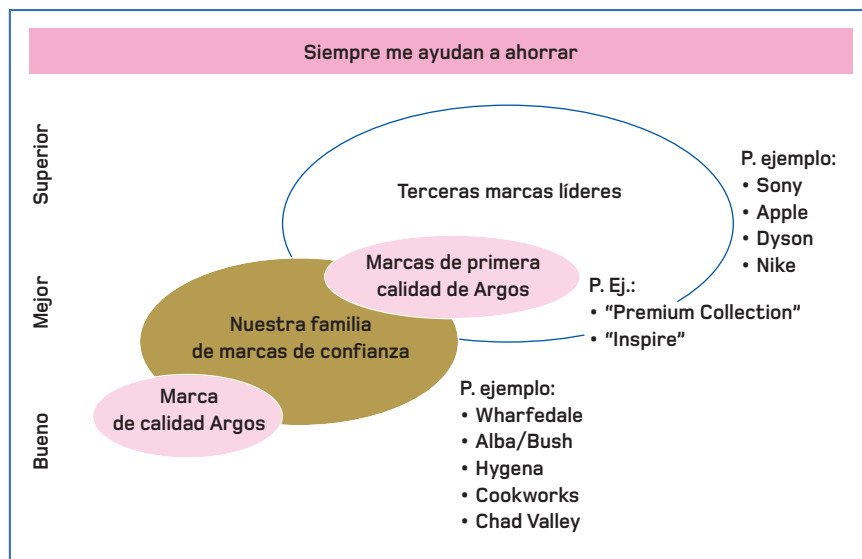 Siempre me ayudan a ahorrar
Superior
Mejor
Bueno
Terceras marcas líderes
P. ejemplo:
• Sony
• Apple
• Dyson
• Nike
Marcas de primera
calidad de Argos
P. Ej.:
• “Premium Collection”
• “Inspire”
Nuestra familia
de marcas de confianza
Marca
de calidad Argos
P. ejemplo:
• Wharfedale
• Alba/Bush
• Hygena
• Cookworks
• Chad Valley